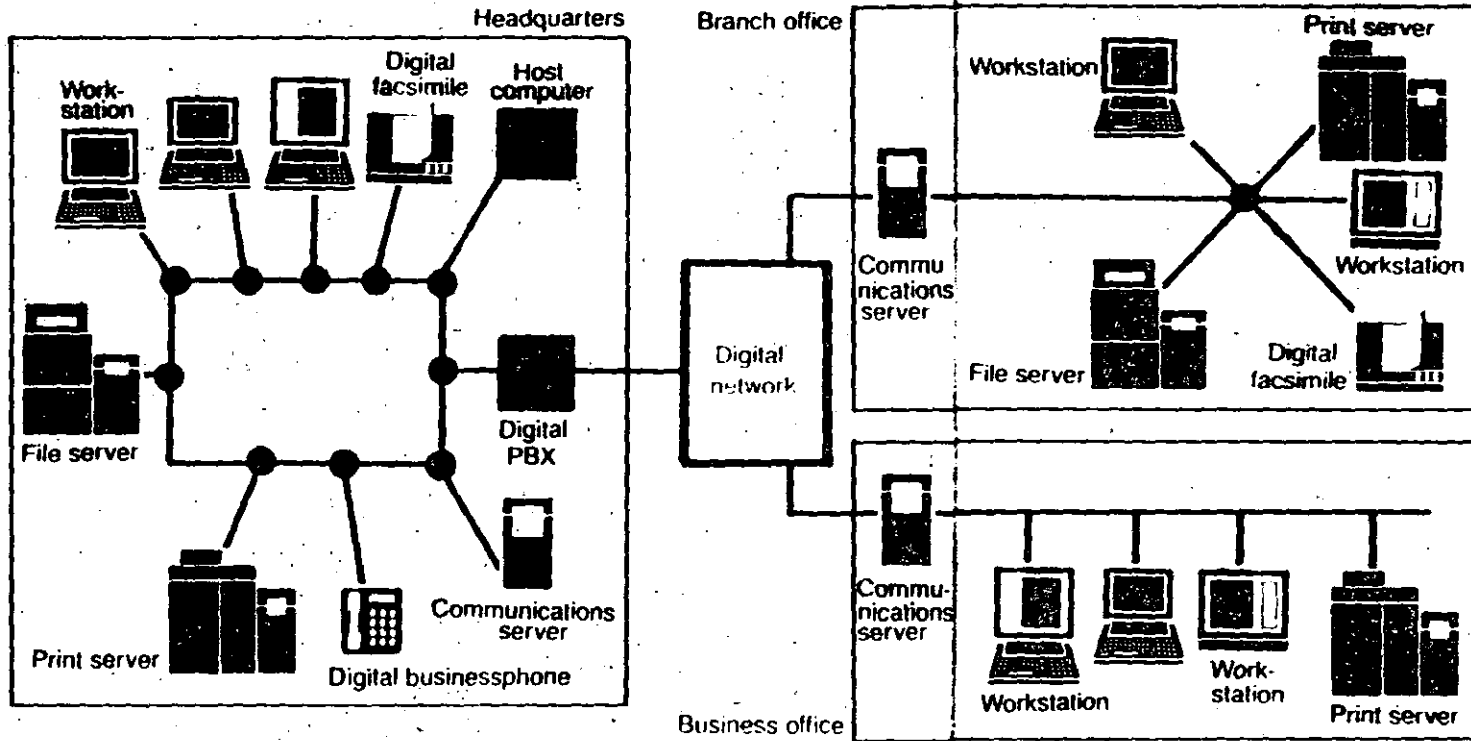 Headquarters
Work-
station
Digital
facsimile
Host
computer
File server
Digital
PBX
Print server
Digital businessphone
Communications
server
Digital
network
Branch office
Commu
nications
server
Workstation
Print server
Workstation
File server
Digital
facsimile
Business office
Commu-
nications
server
Workstation
Work-
station
Print server